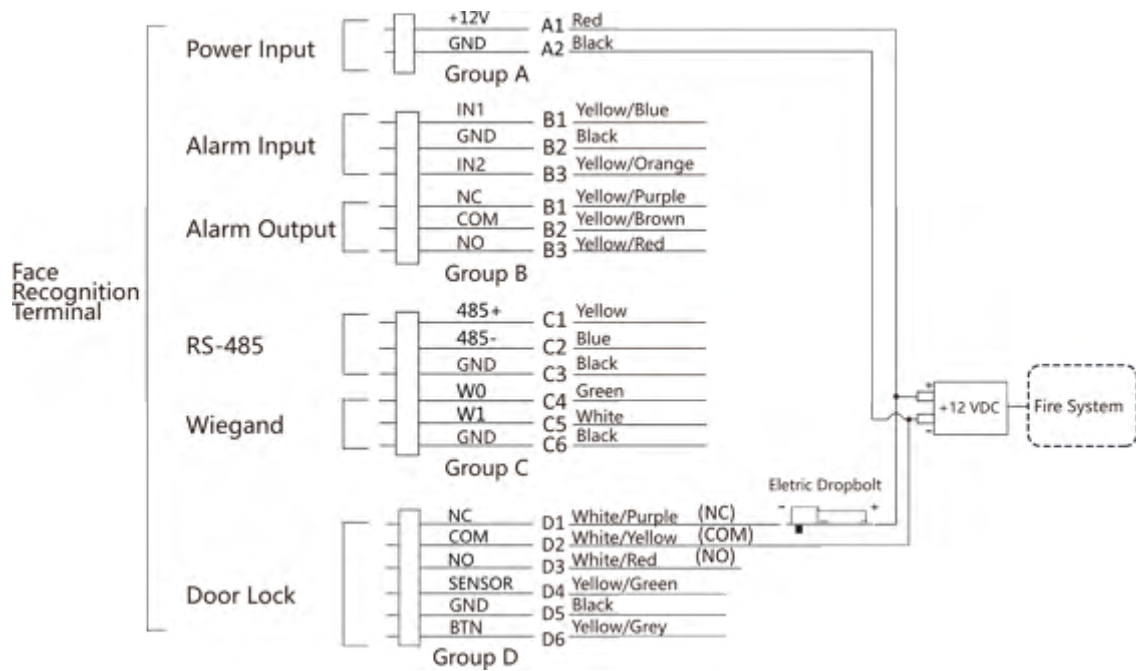 Face
Recognition
Terminal
Power Input
+12V A1 Red
GND A2 Black
Group A
Alarm Input
IN1 B1 Yellow/Blue
GND B2 Black
IN2 B3 Yellow/Orange
Alarm Output
NC B1 Yellow/Purple
COM B2 Yellow/Brown
NO B3 Yellow/Red
Group B
RS-485
485+ C1 Yellow
485- C2 Blue
GND C3 Black
Wiegand
W0 C4 Green
W1 C5 White
GND C6 Black
Group C
Door Lock
NC D1 White/Purple (NC)
COM D2 White/Yellow (COM)
NO D3 White/Red (NO)
SENSOR D4 Yellow/Green
GND D5 Black
BTN D6 Yellow/Grey
Group D
Eletric Dropbolt
- +
+
+12 VDC
-
Fire System